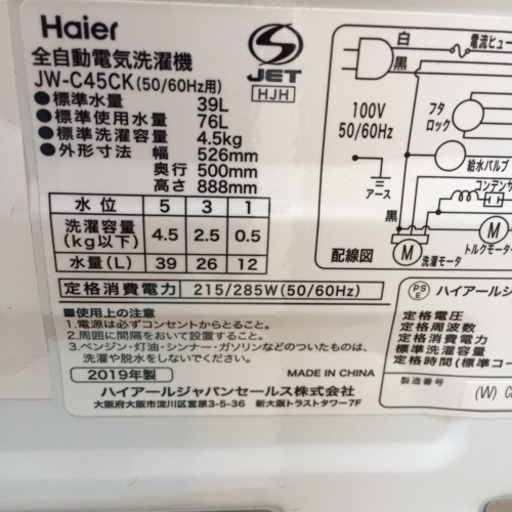 Haier
全自動電気洗濯機
JW-C45CK(50/60Hz用)
JET
HJH
●標準水量 39L
●標準使用水量 76L
●標準洗濯容量 4.5kg
●外形寸法 幅 526mm
奥行 500mm
高さ 888mm
水位 5 3 1
洗濯容量(kg以下) 4.5 2.5 0.5
水量(L) 39 26 12
定格消費電力 215/285W(50/60Hz)
■使用上の注意
1.電源は必ずコンセントからとること。
2.周囲に間隔をおいて設置すること。
3.ベンジン・灯油・シンナー・ガソリンなどのついたものは、
洗濯や脱水をしないでください。
2019年製
MADE IN CHINA
ハイアールジャパンセールス株式会社
大阪府大阪市淀川区宮原3-5-36 新大阪トラストタワー7F
白
電流ヒュー
黒
100V
50/60Hz
フタ
ロック
給水バルブ
アース
コンデンサ
黒
M
洗濯モータ
M
トルクモーター
配線図
PS
E
ハイアールジ
定格電圧
定格周波数
定格消費電力
標準洗濯容量
定格時間(標準コー
製造番号
(W)